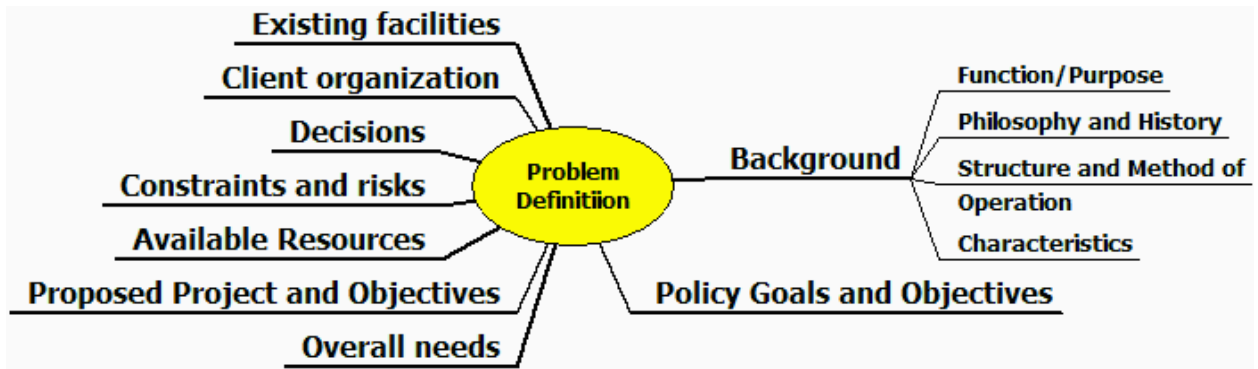 Existing facilities
Client organization
Decisions
Constraints and risks
Available Resources
Proposed Project and Objectives
Overall needs
Problem
Definitiion
Background
Function/Purpose
Philosophy and History
Structure and Method of
Operation
Characteristics
Policy Goals and Objectives